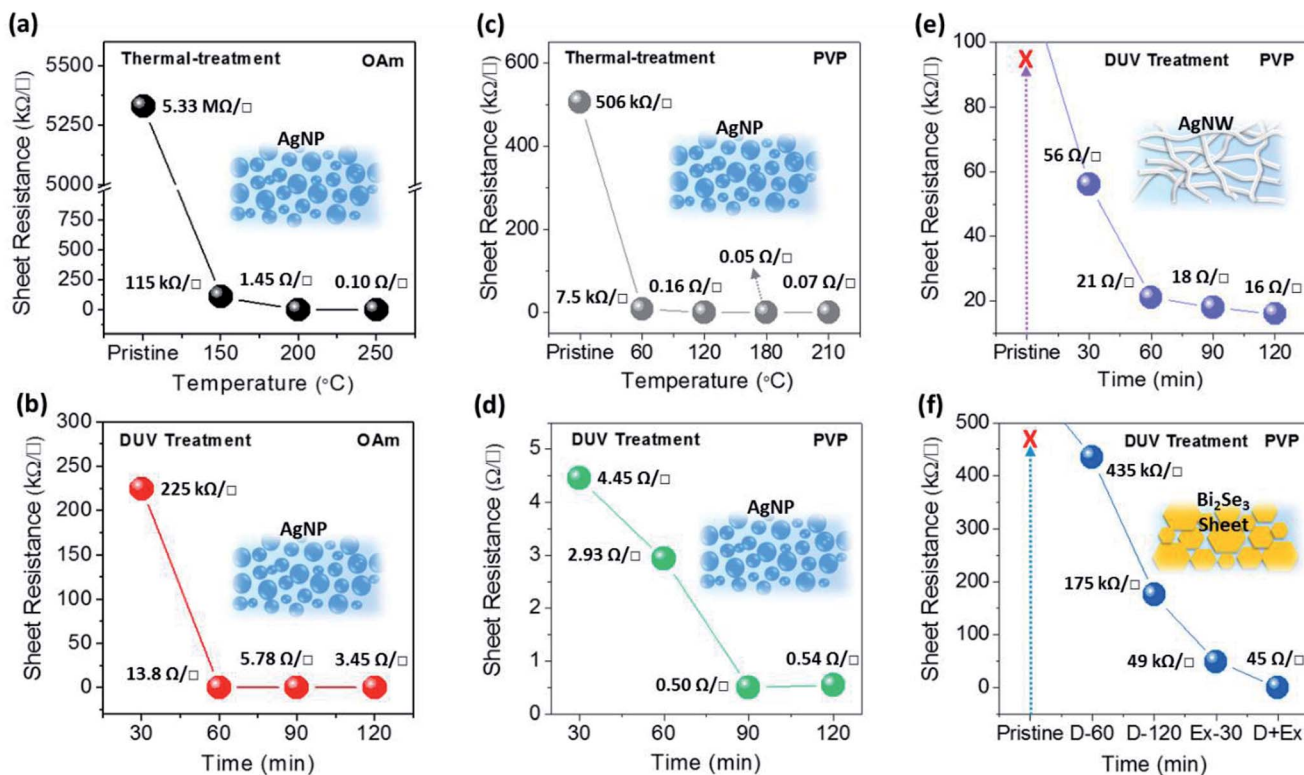 (a)
Thermal-treatment OAm
AgNP
5.33 MΩ/□
115 kΩ/□
1.45 Ω/□
0.10 Ω/□
Sheet Resistance (kΩ/□)
5500
5250
5000
750
500
250
0
Pristine 150 200 250
Temperature (°C)
(c)
Thermal-treatment PVP
AgNP
506 kΩ/□
7.5 kΩ/□
0.16 Ω/□
0.05 Ω/□
0.07 Ω/□
Sheet Resistance (kΩ/□)
600
400
200
0
Pristine 60 120 180 210
Temperature (°C)
(e)
DUV Treatment PVP
X
AgNW
56 Ω/□
21 Ω/□
18 Ω/□
16 Ω/□
Sheet Resistance (kΩ/□)
100
80
60
40
20
Pristine 30 60 90 120
Time (min)
(b)
DUV Treatment OAm
AgNP
225 kΩ/□
13.8 Ω/□
5.78 Ω/□
3.45 Ω/□
Sheet Resistance (kΩ/□)
300
250
200
150
100
50
0
30 60 90 120
Time (min)
(d)
DUV Treatment PVP
AgNP
4.45 Ω/□
2.93 Ω/□
0.50 Ω/□
0.54 Ω/□
Sheet Resistance (Ω/□)
5
4
3
2
1
0
30 60 90 120
Time (min)
(f)
DUV Treatment PVP
X
Bi₂Se₃
Sheet
435 kΩ/□
175 kΩ/□
49 kΩ/□
45 Ω/□
Sheet Resistance (kΩ/□)
500
400
300
200
100
0
Pristine D-60 D-120 Ex-30 D+Ex
Time (min)